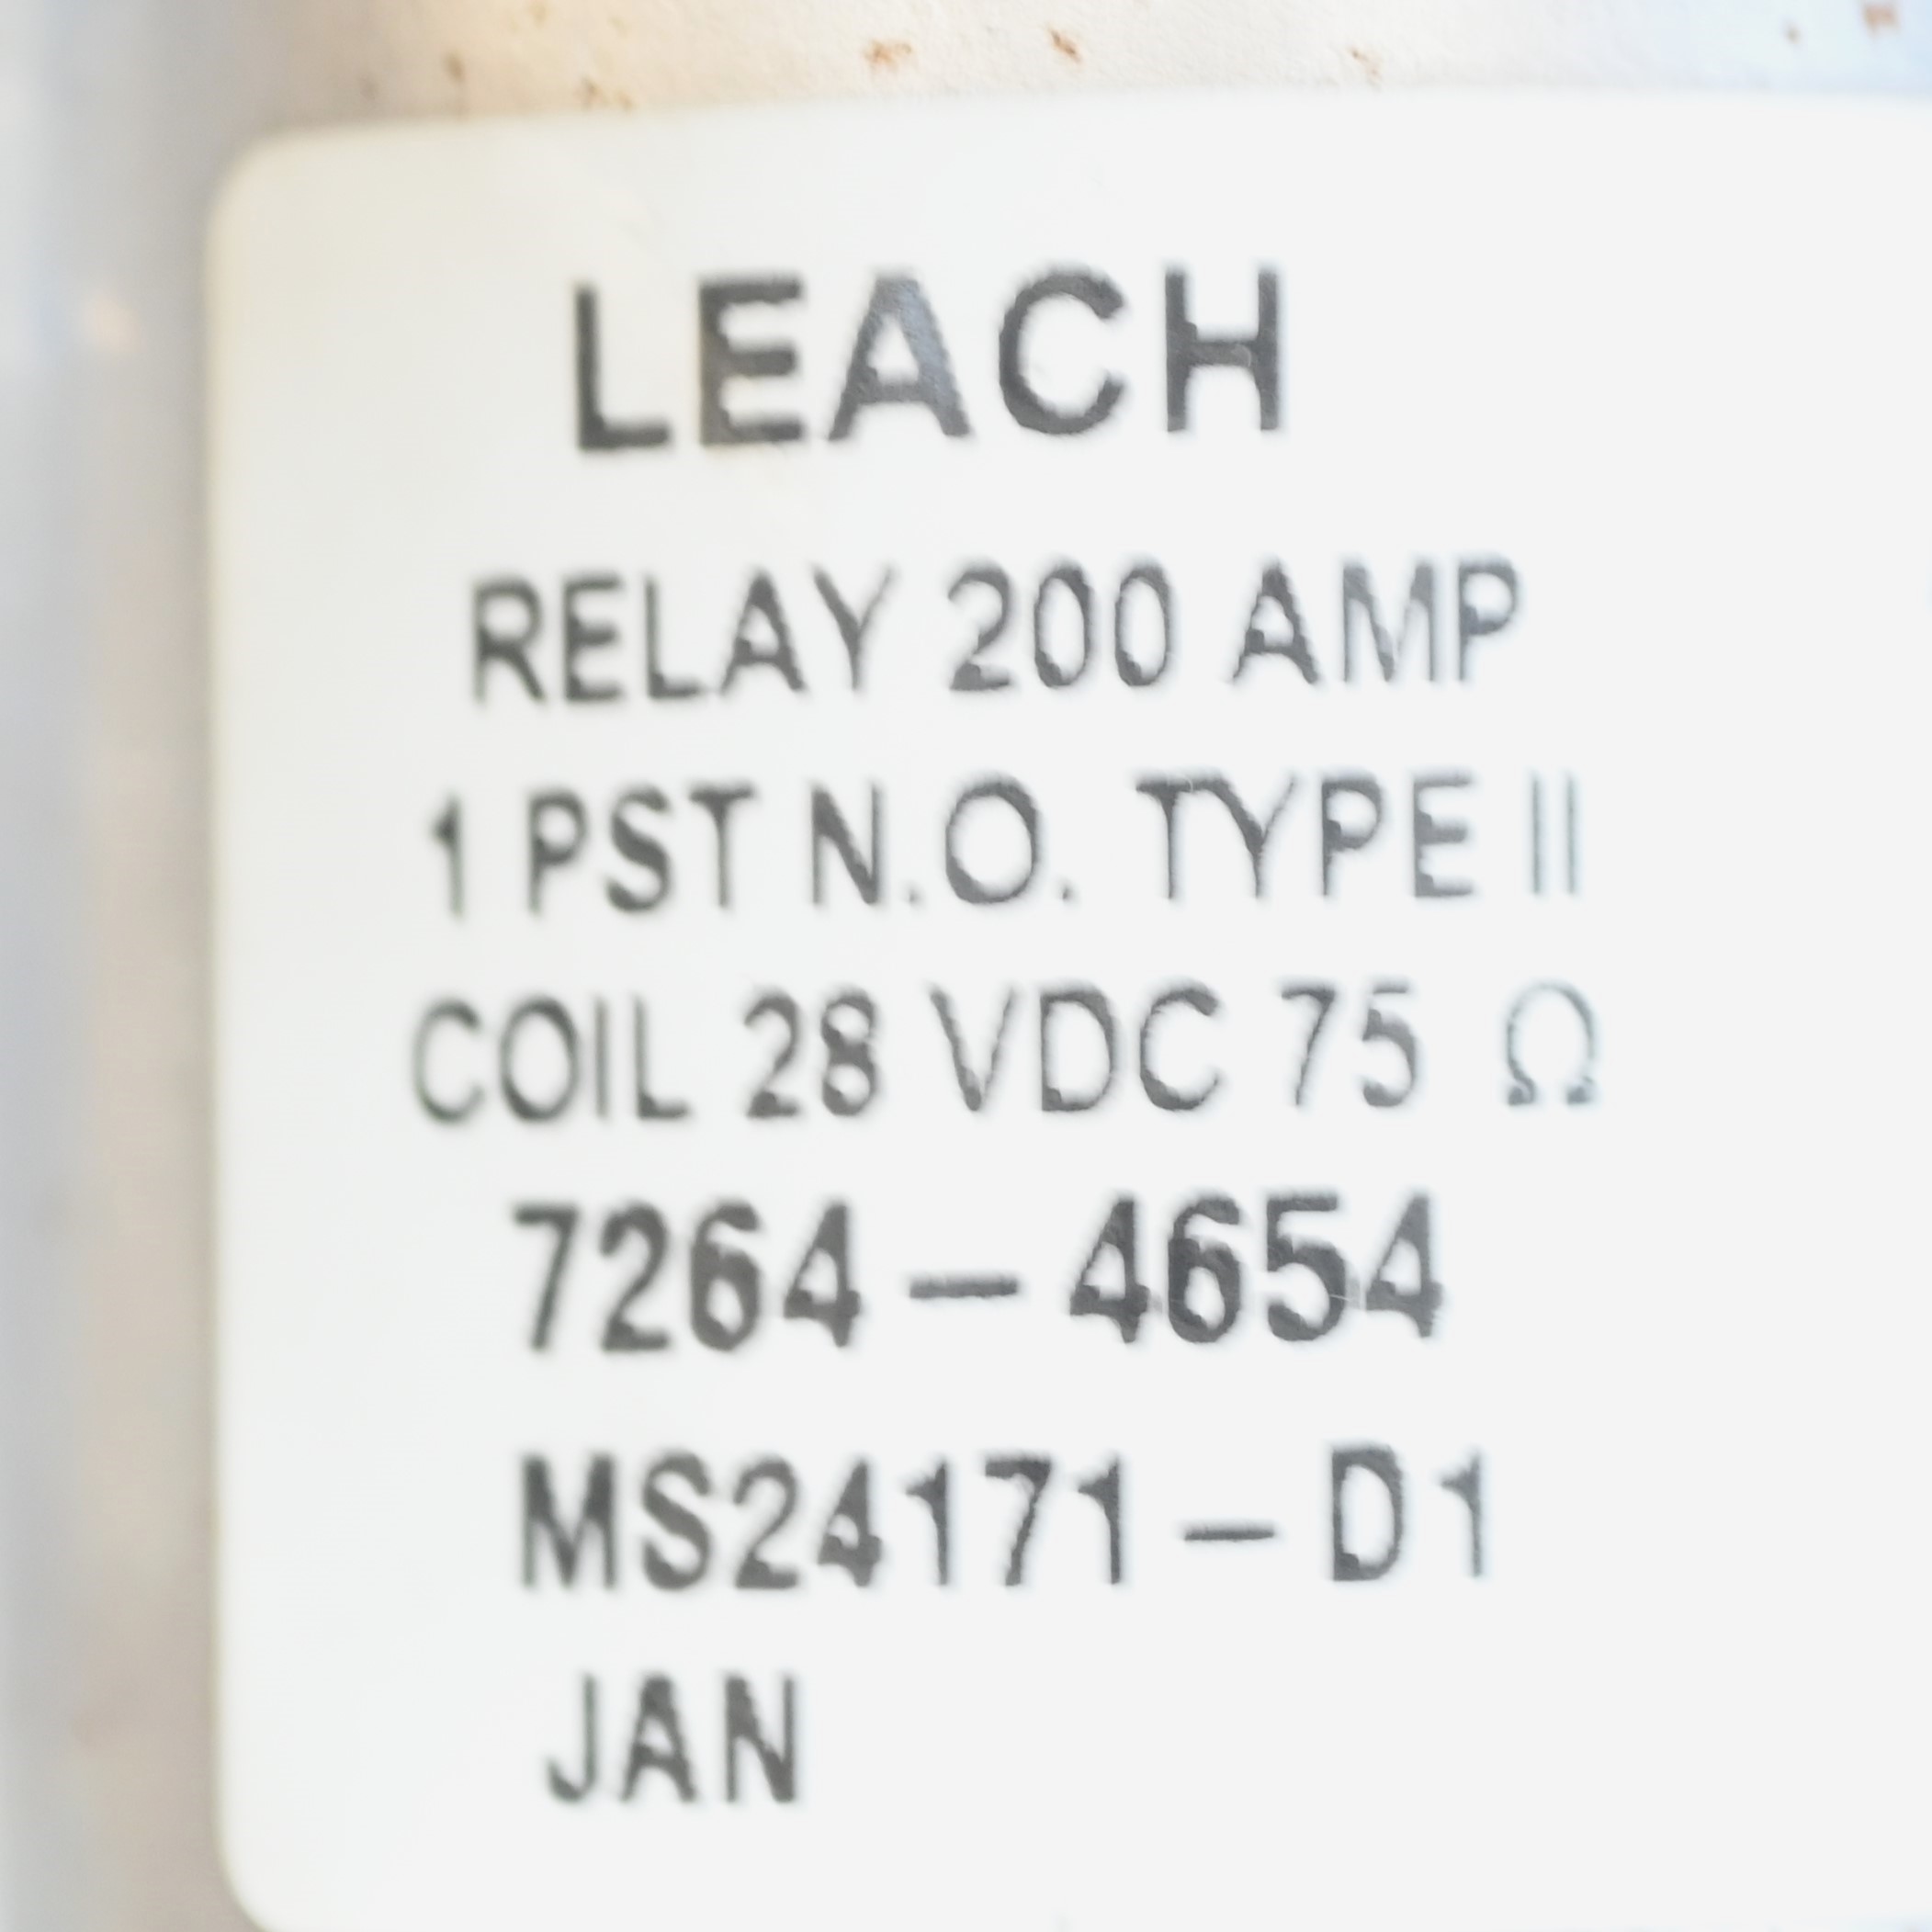 LEACH
RELAY 200 AMP
1 PST N.O. TYPE II
COIL 28 VDC 75 Ω
7264-4654
MS24171-D1
JAN